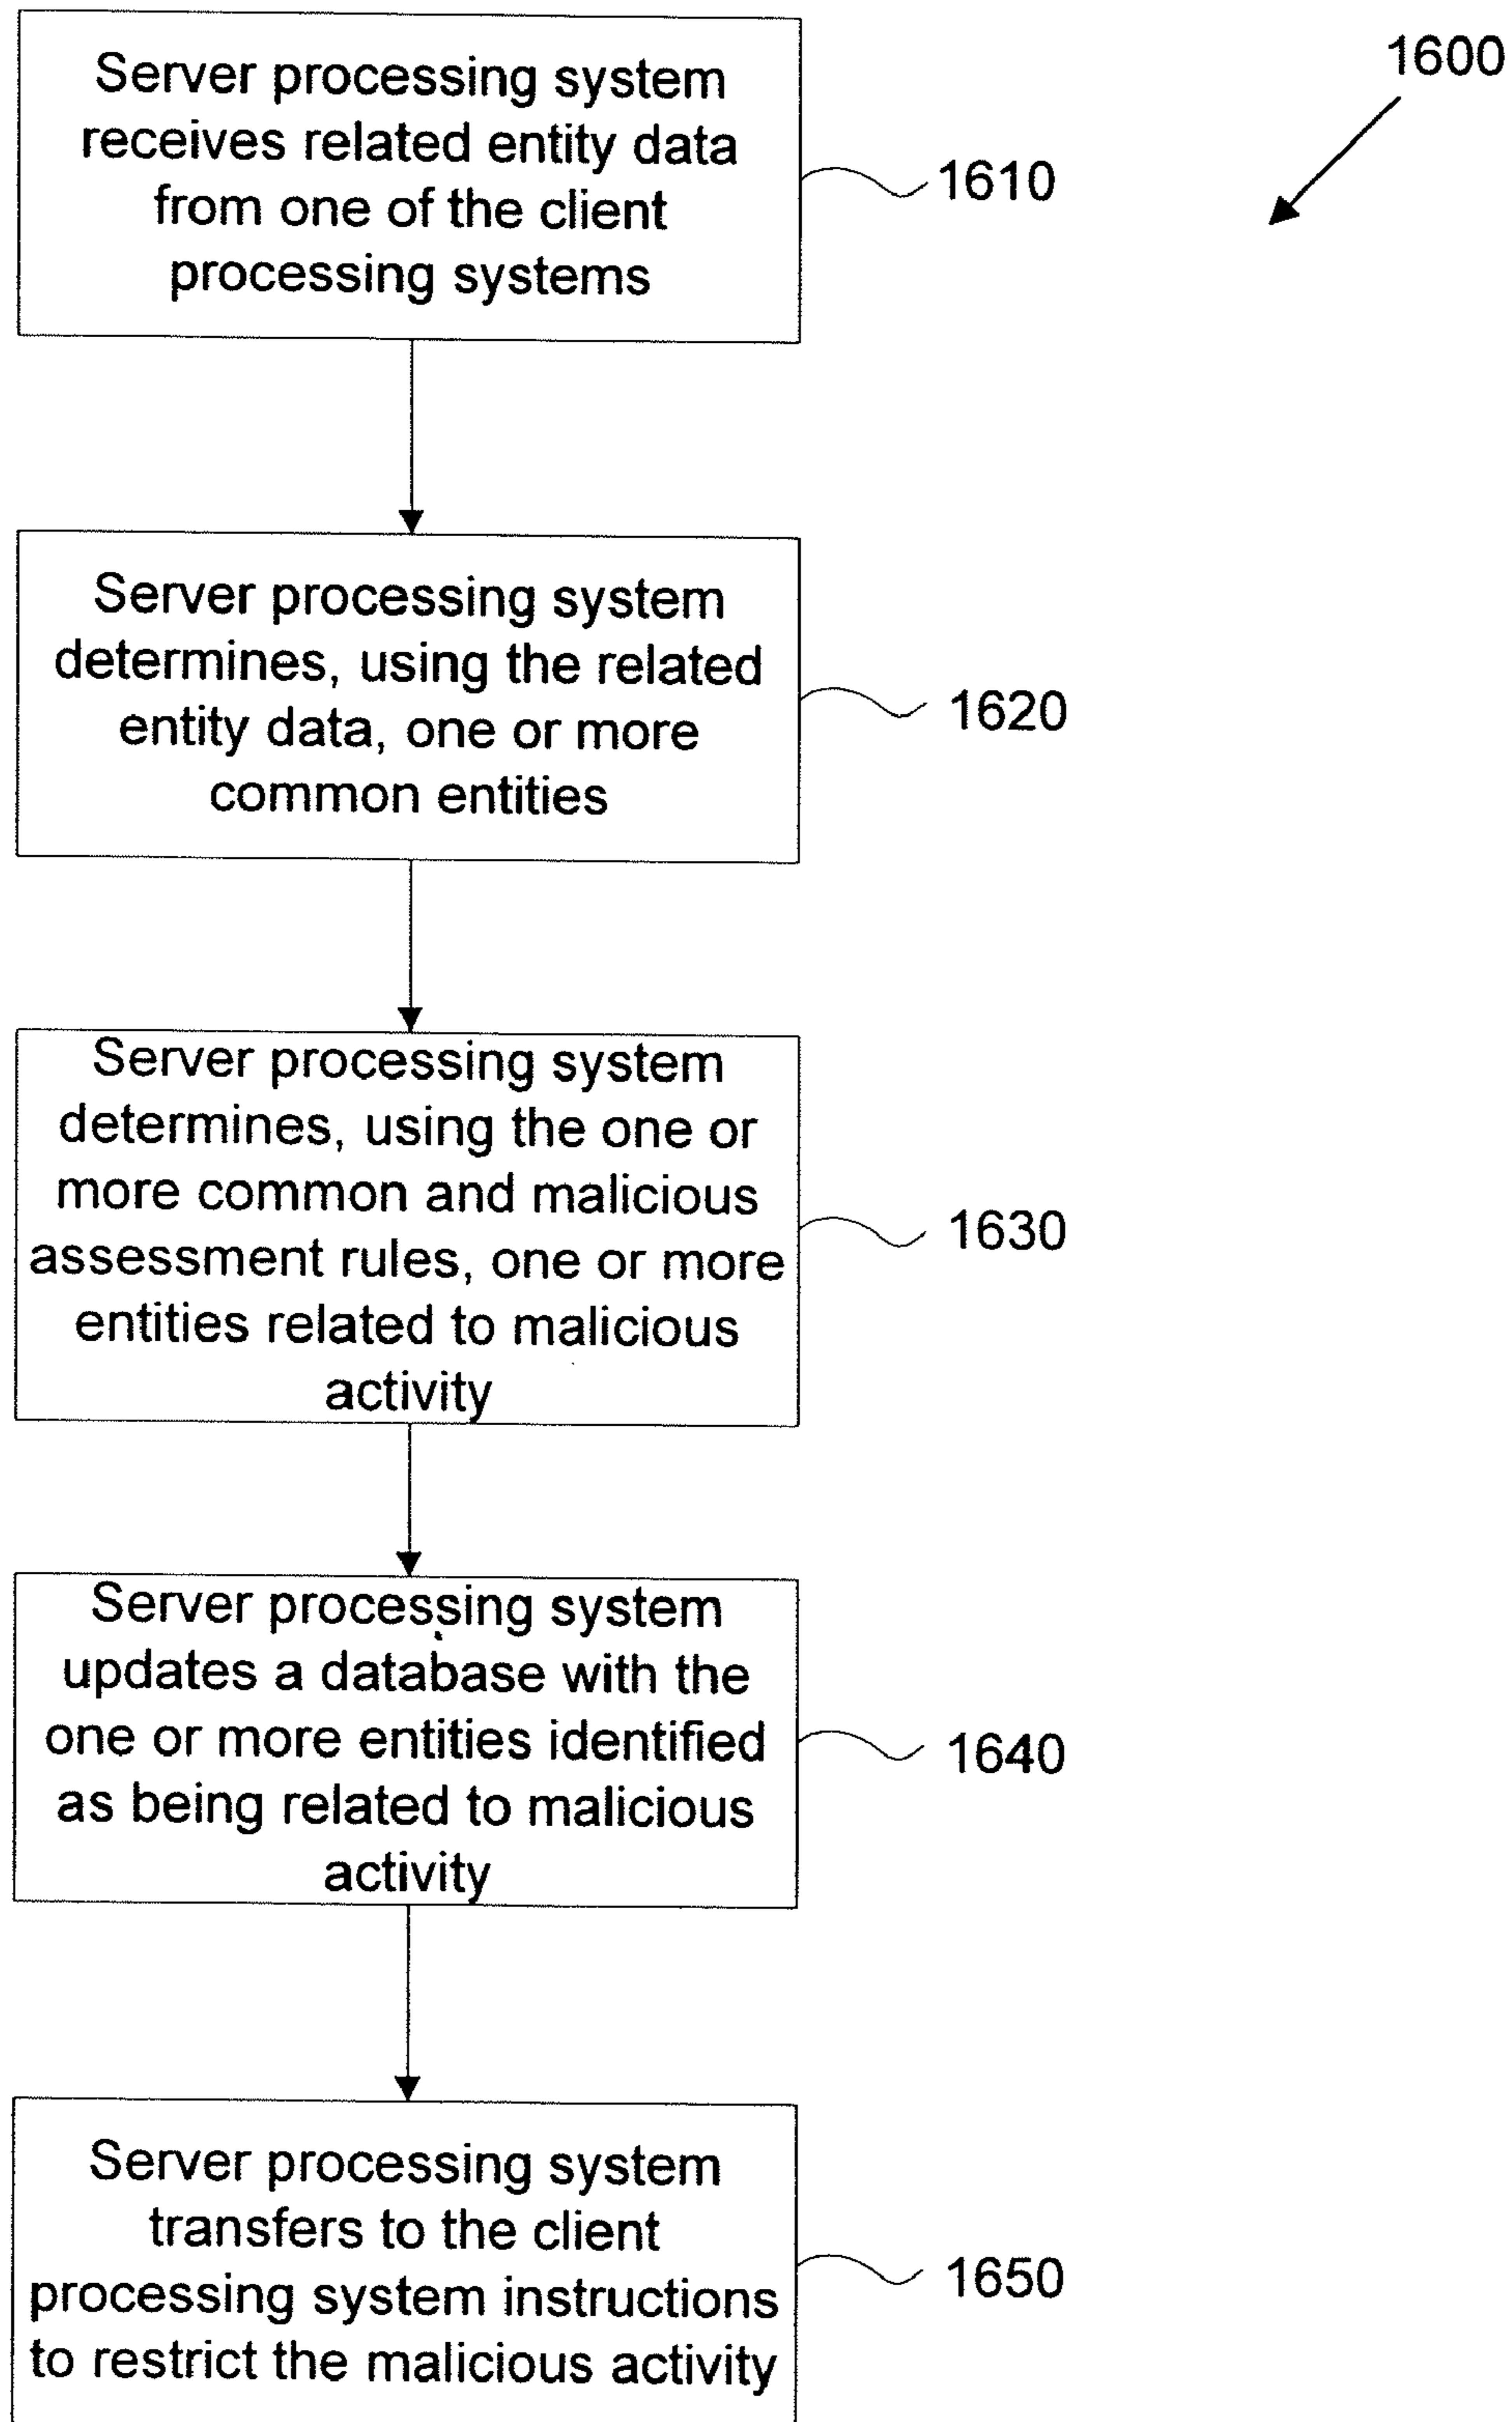 1600
Server processing system
receives related entity data
from one of the client
processing systems
1610
Server processing system
determines, using the related
entity data, one or more
common entities
1620
Server processing system
determines, using the one or
more common and malicious
assessment rules, one or more
entities related to malicious
activity
1630
Server processing system
updates a database with the
one or more entities identified
as being related to malicious
activity
1640
Server processing system
transfers to the client
processing system instructions
to restrict the malicious activity
1650